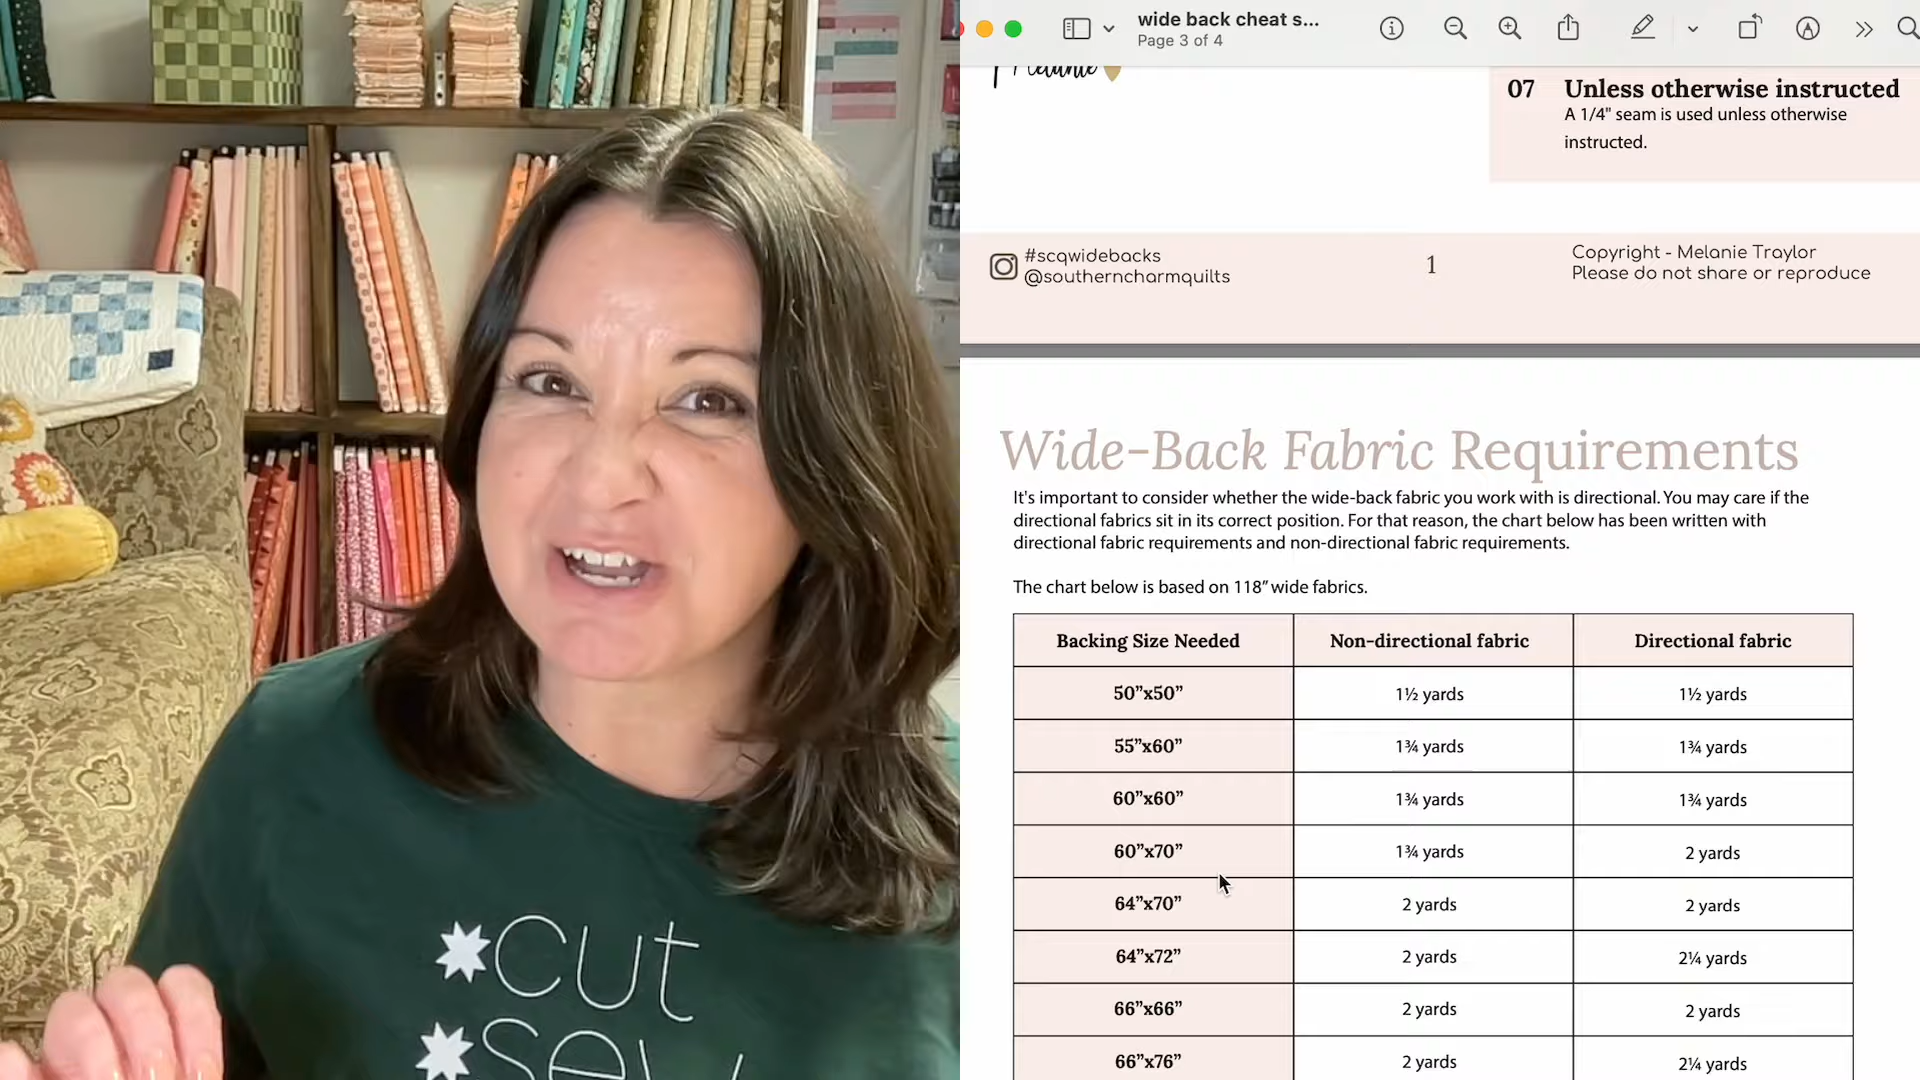 cut
wide back cheat s...
Page 3 of 4
Melanie
07 Unless otherwise instructed
A 1/4" seam is used unless otherwise
instructed.
#scqwidebacks
@southerncharmquilts
1
Copyright - Melanie Traylor
Please do not share or reproduce
Wide-Back Fabric Requirements
It's important to consider whether the wide-back fabric you work with is directional. You may care if the
directional fabrics sit in its correct position. For that reason, the chart below has been written with
directional fabric requirements and non-directional fabric requirements.
The chart below is based on 118” wide fabrics.
Backing Size Needed Non-directional fabric Directional fabric
50”x50” 1½ yards 1½ yards
55”x60” 1¾ yards 1¾ yards
60”x60” 1¾ yards 1¾ yards
60”x70” 1¾ yards 2 yards
64”x70” 2 yards 2 yards
64”x72” 2 yards 2¼ yards
66”x66” 2 yards 2 yards
66”x76” 2 yards 2¼ yards